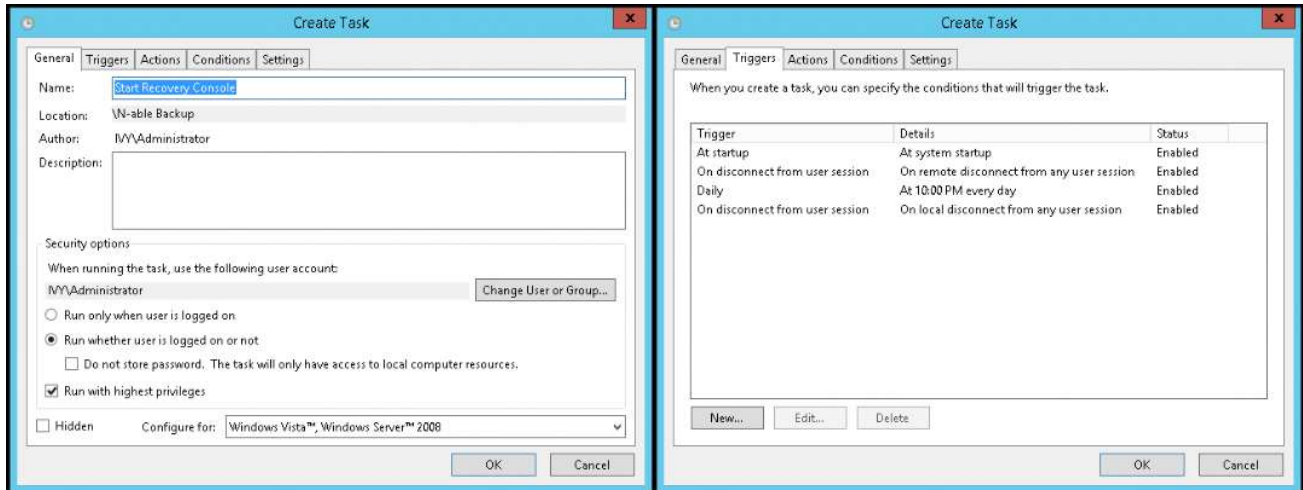 Create Task
X
General Triggers Actions Conditions Settings
Name: Start Recovery Console
Location: \N-able Backup
Author: IVY\Administrator
Description:
Security options
When running the task, use the following user account:
IVY\Administrator Change User or Group...
Run only when user is logged on
Run whether user is logged on or not
Do not store password. The task will only have access to local computer resources.
Run with highest privileges
Hidden Configure for: Windows Vista™, Windows Server™ 2008
OK Cancel
Create Task
X
General Triggers Actions Conditions Settings
When you create a task, you can specify the conditions that will trigger the task.
Trigger Details Status
At startup At system startup Enabled
On disconnect from user session On remote disconnect from any user session Enabled
Daily At 10:00 PM every day Enabled
On disconnect from user session On local disconnect from any user session Enabled
New... Edit... Delete
OK Cancel